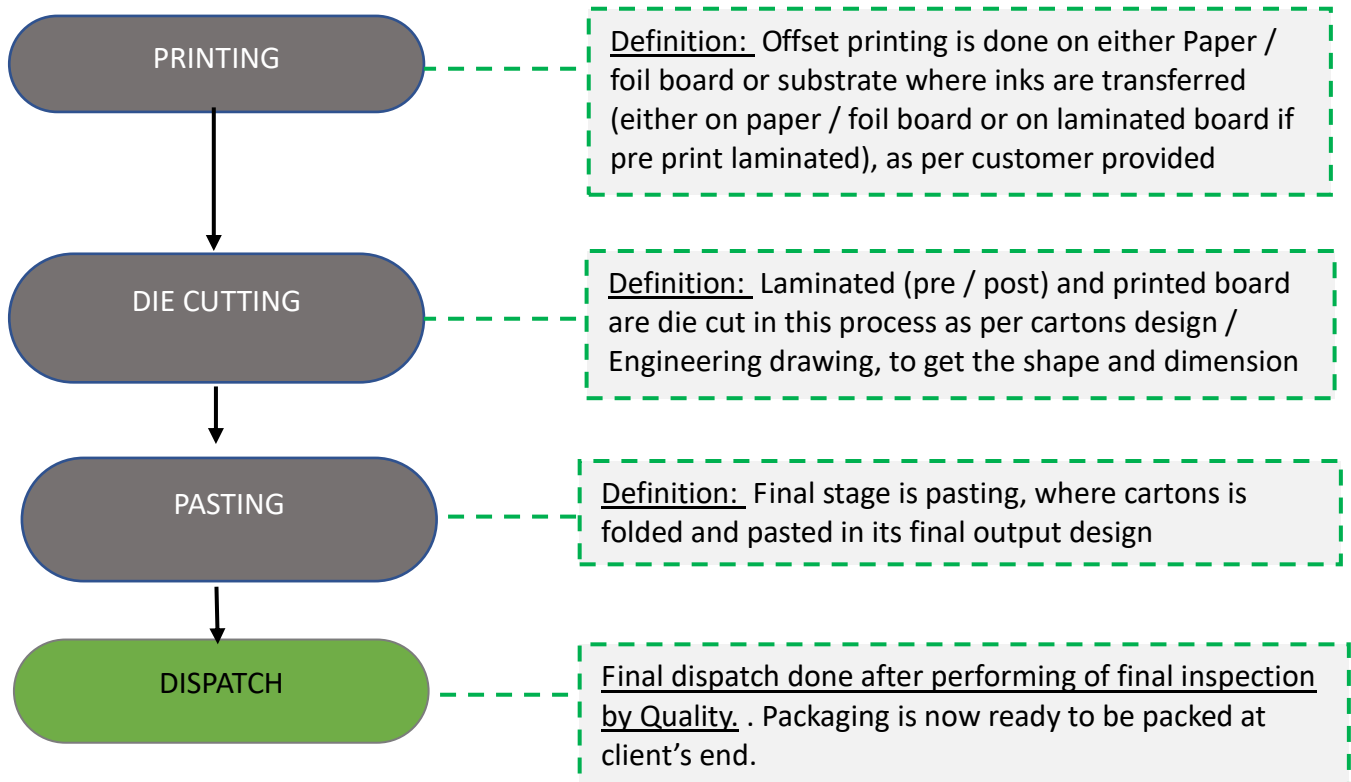 PRINTING
Definition: Offset printing is done on either Paper /
foil board or substrate where inks are transferred
(either on paper / foil board or on laminated board if
pre print laminated), as per customer provided
DIE CUTTING
Definition: Laminated (pre / post) and printed board
are die cut in this process as per cartons design /
Engineering drawing, to get the shape and dimension
PASTING
Definition: Final stage is pasting, where cartons is
folded and pasted in its final output design
DISPATCH
Final dispatch done after performing of final inspection
by Quality. . Packaging is now ready to be packed at
client's end.